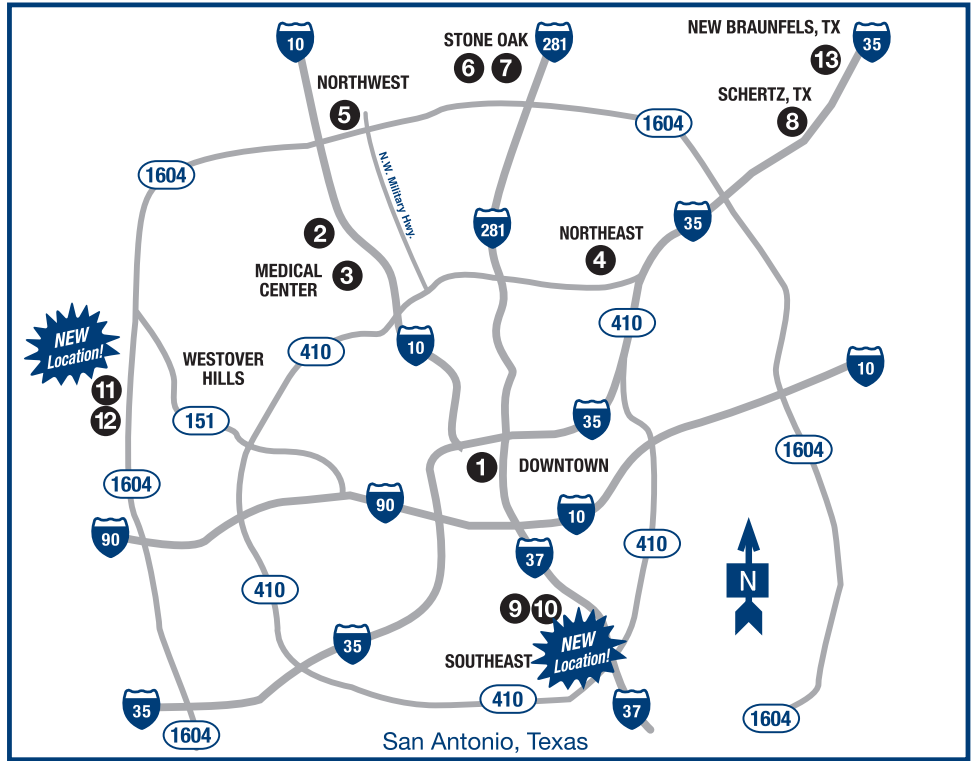 10
STONE OAK
6 7
281
NEW BRAUNFELS, TX
13
35
NORTHWEST
5
SCHERTZ, TX
8
1604
1604
N.W. Military Hwy.
2
281
35
NORTHEAST
4
MEDICAL
CENTER
3
410
NEW
Location!
410
10
WESTOVER
HILLS
10
11
12
151
35
1
DOWNTOWN
1604
1604
90
10
90
37
410
410
N
9 10
35
SOUTHEAST
NEW
Location!
410
35
37
1604
1604
San Antonio, Texas